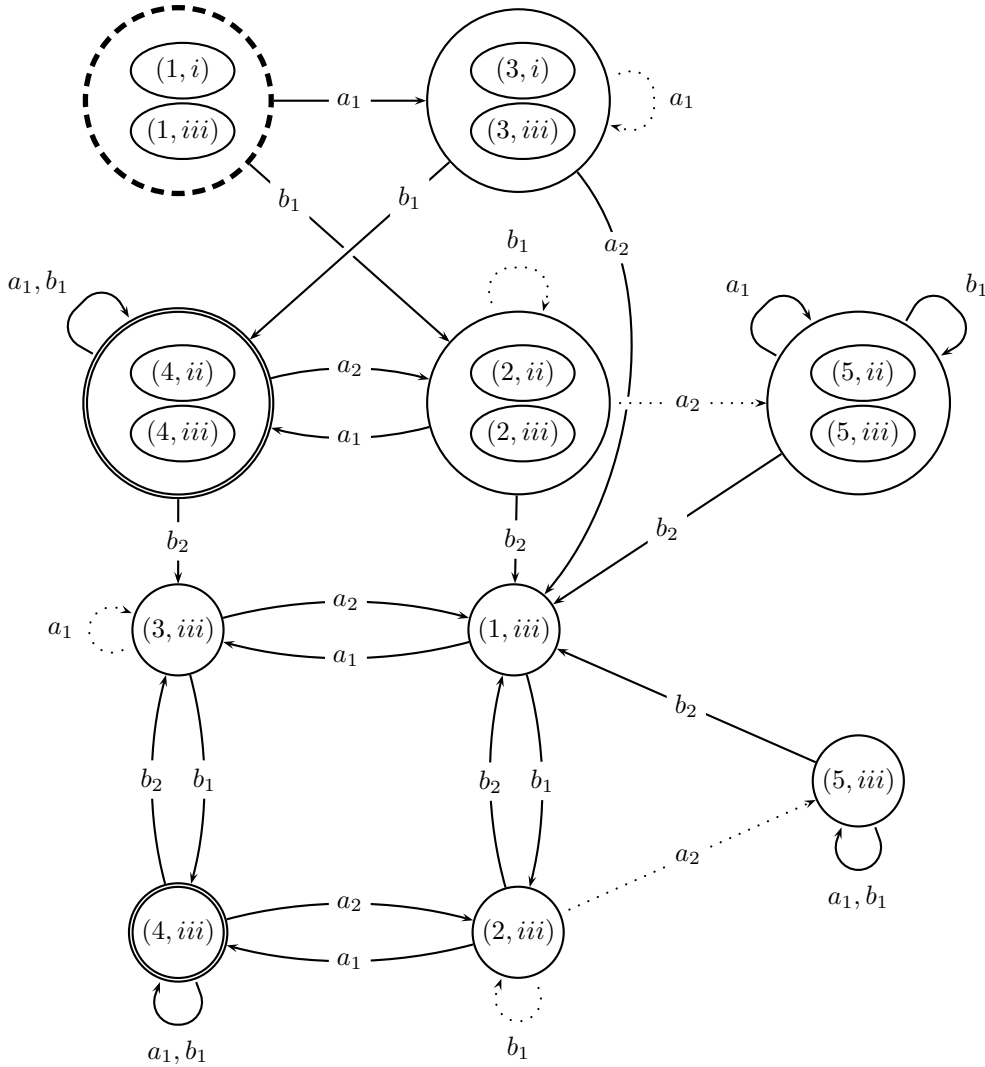 (1, i)
(1, iii)
a₁
(3, i)
(3, iii)
a₁
b₁
b₁
a₂
a₁, b₁
(4, ii)
(4, iii)
a₂
a₁
b₁
(2, ii)
(2, iii)
a₂
a₁
b₁
(5, ii)
(5, iii)
b₂
b₂
b₂
a₁
(3, iii)
a₂
a₁
(1, iii)
b₂
b₂
b₁
b₂
b₁
(5, iii)
a₁, b₁
a₂
(4, iii)
a₂
a₁
(2, iii)
a₁, b₁
b₁